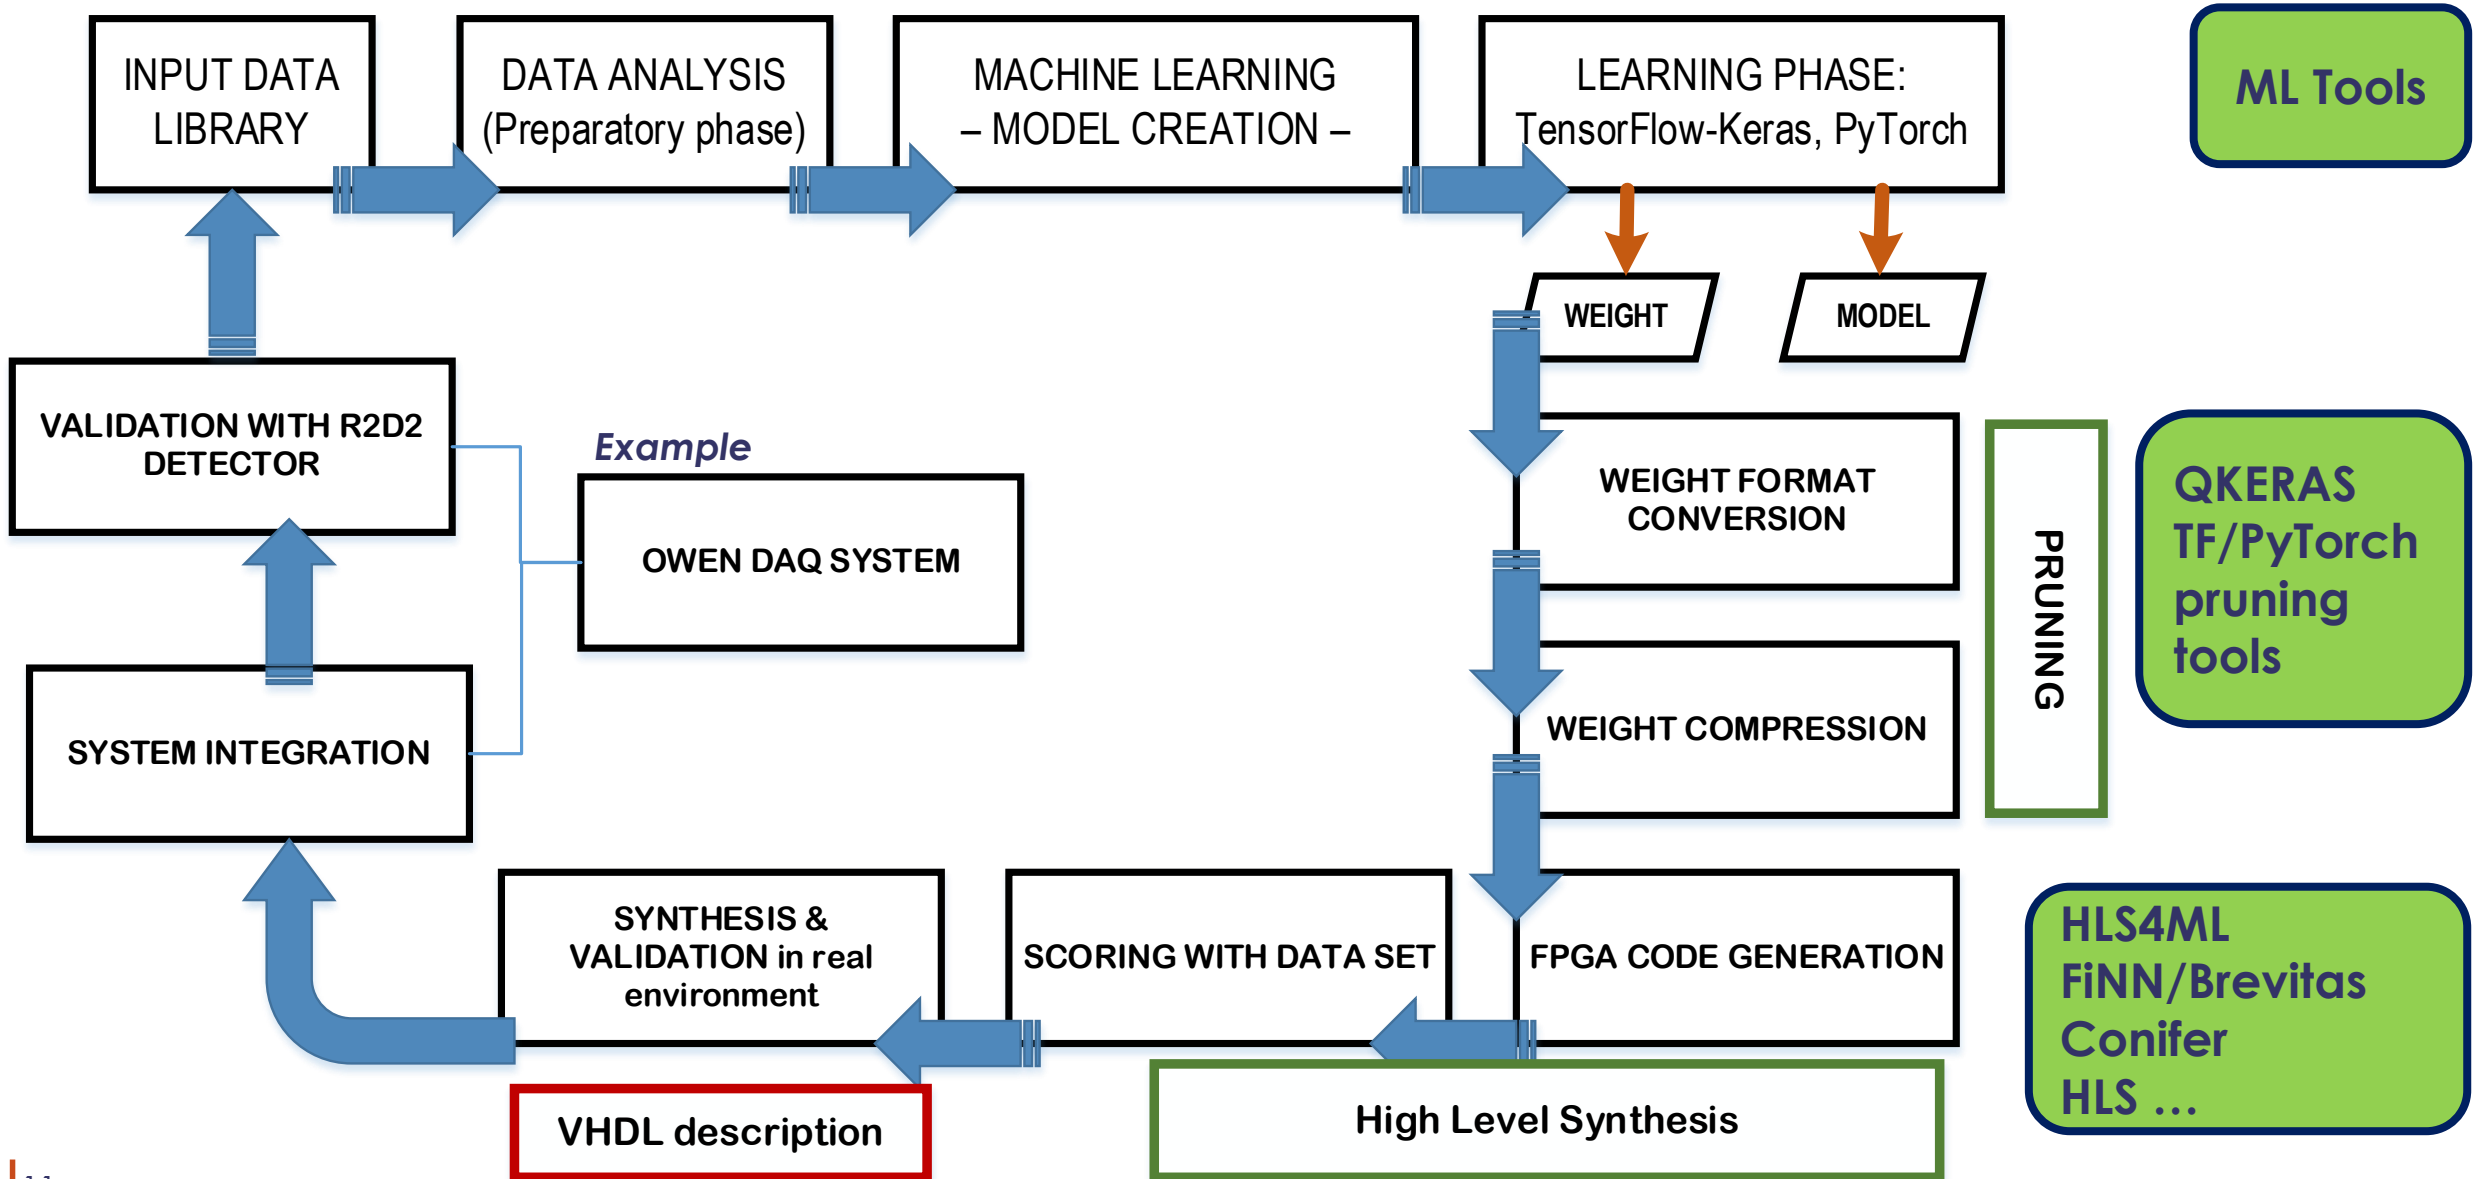 INPUT DATA
LIBRARY
DATA ANALYSIS
(Preparatory phase)
MACHINE LEARNING
– MODEL CREATION –
LEARNING PHASE:
TensorFlow-Keras, PyTorch
ML Tools
WEIGHT
MODEL
VALIDATION WITH R2D2
DETECTOR
Example
OWEN DAQ SYSTEM
WEIGHT FORMAT
CONVERSION
PRUNING
QKERAS
TF/PyTorch
pruning
tools
SYSTEM INTEGRATION
WEIGHT COMPRESSION
SYNTHESIS &
VALIDATION in real
environment
SCORING WITH DATA SET
FPGA CODE GENERATION
HLS4ML
FiNN/Brevitas
Conifer
HLS ...
VHDL description
High Level Synthesis